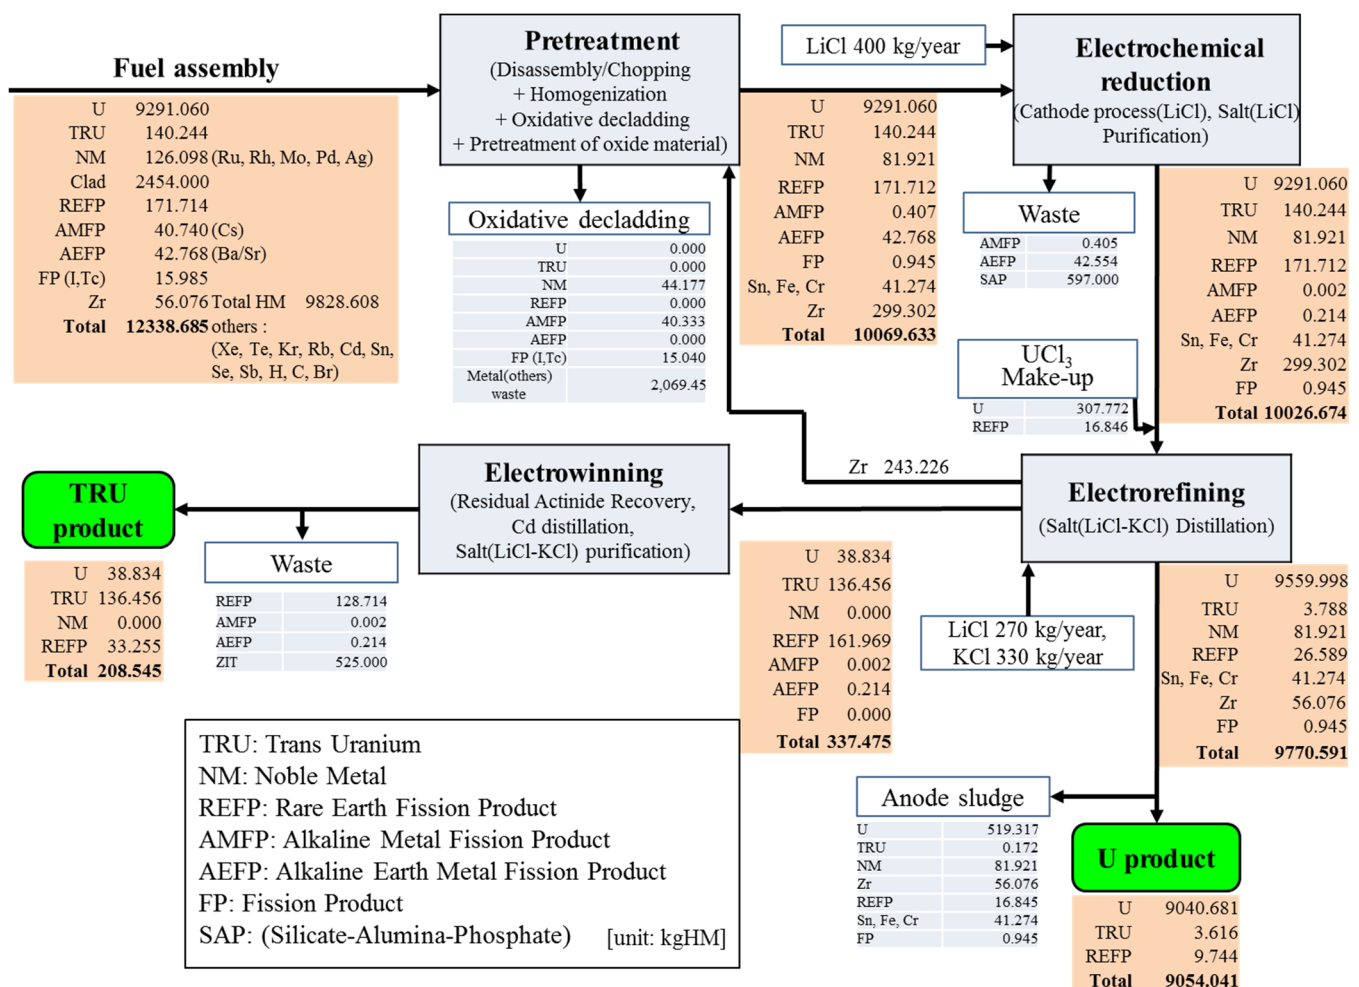 Fuel assembly
U 9291.060
TRU 140.244
NM 126.098 (Ru, Rh, Mo, Pd, Ag)
Clad 2454.000
REFP 171.714
AMFP 40.740 (Cs)
AEFP 42.768 (Ba/Sr)
FP (I,Tc) 15.985
Zr 56.076 Total HM 9828.608
Total 12338.685 others :
(Xe, Te, Kr, Rb, Cd, Sn,
Se, Sb, H, C, Br)
Pretreatment
(Disassembly/Chopping
+ Homogenization
+ Oxidative decladding
+ Pretreatment of oxide material)
Oxidative decladding
U 0.000
TRU 0.000
NM 44.177
REFP 0.000
AMFP 40.333
AEFP 0.000
FP (I,Tc) 15.040
Metal(others)
waste 2,069.45
U 9291.060
TRU 140.244
NM 81.921
REFP 171.712
AMFP 0.407
AEFP 42.768
FP 0.945
Sn, Fe, Cr 41.274
Zr 299.302
Total 10069.633
LiCl 400 kg/year
Electrochemical
reduction
(Cathode process(LiCl), Salt(LiCl)
Purification)
Waste
AMFP 0.405
AEFP 42.554
SAP 597.000
U 9291.060
TRU 140.244
NM 81.921
REFP 171.712
AMFP 0.002
AEFP 0.214
Sn, Fe, Cr 41.274
Zr 299.302
FP 0.945
Total 10026.674
UCl3
Make-up
U 307.772
REFP 16.846
Zr 243.226
Electrorefining
(Salt(LiCl-KCl) Distillation)
LiCl 270 kg/year,
KCl 330 kg/year
Electrowinning
(Residual Actinide Recovery,
Cd distillation,
Salt(LiCl-KCl) purification)
U 38.834
TRU 136.456
NM 0.000
REFP 161.969
AMFP 0.002
AEFP 0.214
FP 0.000
Total 337.475
TRU
product
U 38.834
TRU 136.456
NM 0.000
REFP 33.255
Total 208.545
Waste
REFP 128.714
AMFP 0.002
AEFP 0.214
ZIT 525.000
U 9559.998
TRU 3.788
NM 81.921
REFP 26.589
Sn, Fe, Cr 41.274
Zr 56.076
FP 0.945
Total 9770.591
Anode sludge
U 519.317
TRU 0.172
NM 81.921
Zr 56.076
REFP 16.845
Sn, Fe, Cr 41.274
FP 0.945
U product
U 9040.681
TRU 3.616
REFP 9.744
Total 9054.041
TRU: Trans Uranium
NM: Noble Metal
REFP: Rare Earth Fission Product
AMFP: Alkaline Metal Fission Product
AEFP: Alkaline Earth Metal Fission Product
FP: Fission Product
SAP: (Silicate-Alumina-Phosphate) [unit: kgHM]